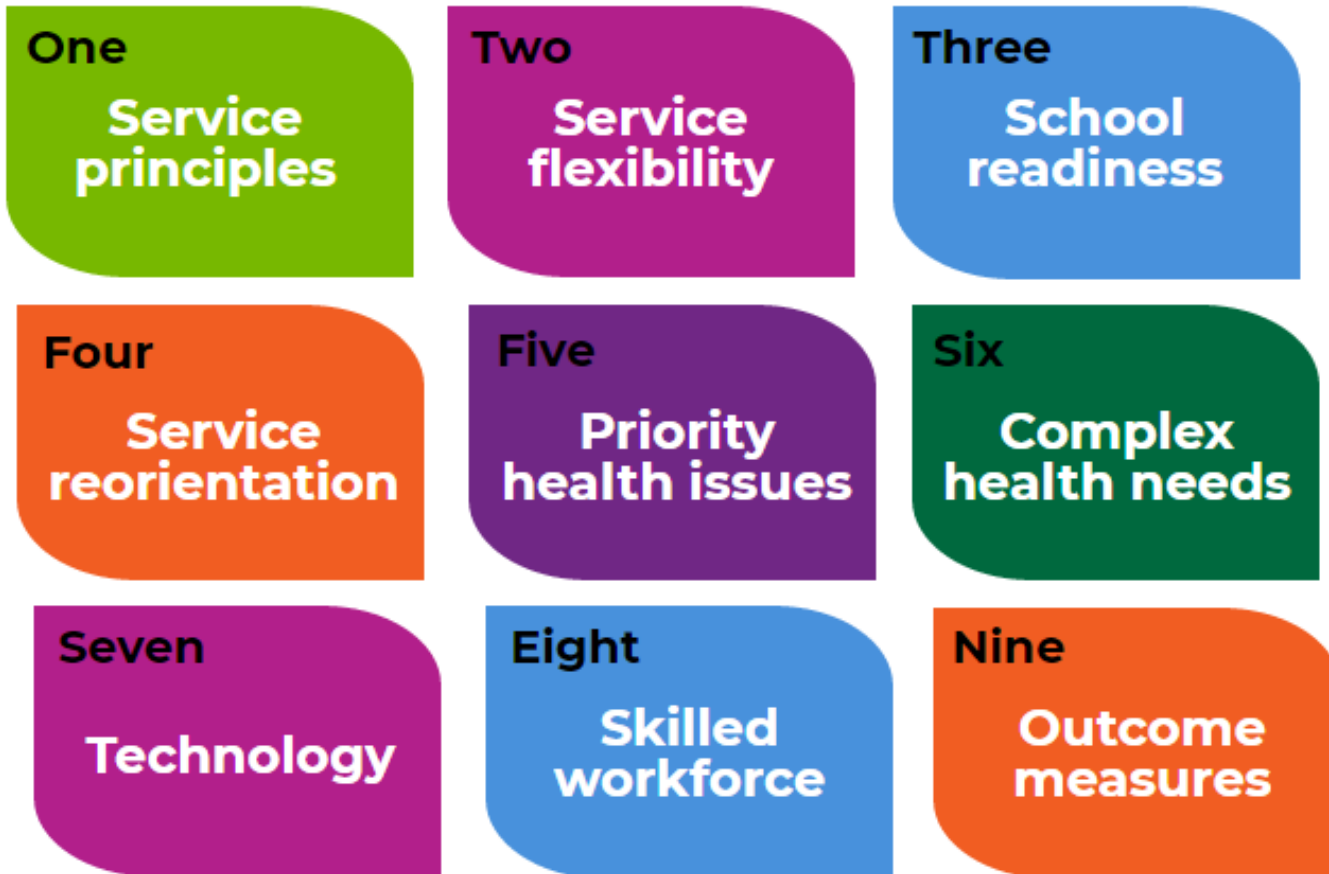 One
Service
principles
Two
Service
flexibility
Three
School
readiness
Four
Service
reorientation
Five
Priority
health issues
Six
Complex
health needs
Seven
Technology
Eight
Skilled
workforce
Nine
Outcome
measures